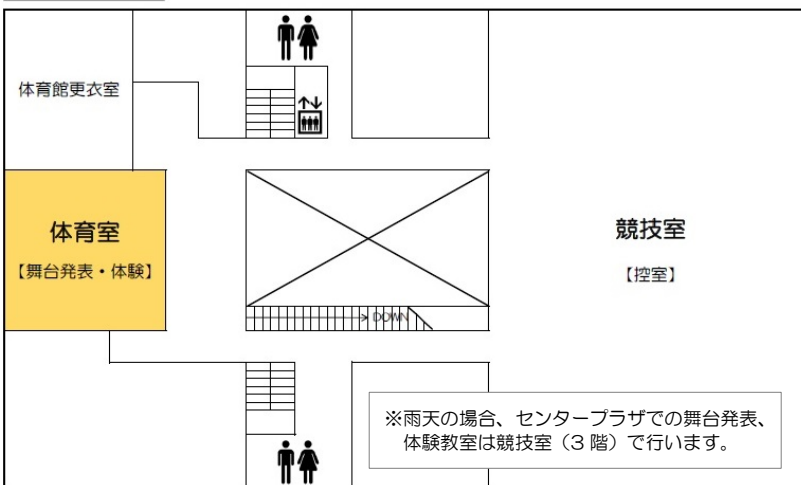 体育館更衣室
体育室
【舞台発表・体験】
競技室
【控室】
DOWN
※雨天の場合、センタープラザでの舞台発表、
体験教室は競技室（3 階）で行います。